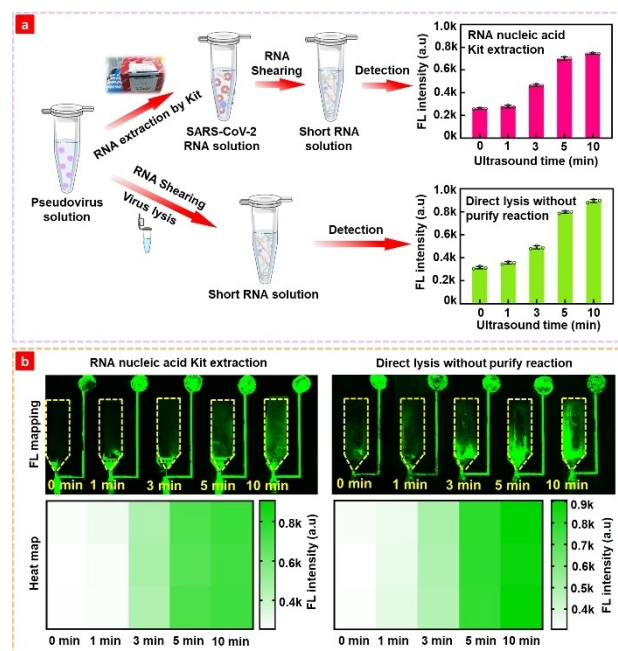 a
RNA
Shearing
Detection
RNA extraction by Kit
SARS-CoV-2
RNA solution
Short RNA
solution
Pseudovirus
solution
RNA Shearing
Virus lysis
Short RNA solution
Detection
RNA nucleic acid
Kit extraction
FL intensity (a.u)
1.0k
0.8k
0.6k
0.4k
0.2k
0k
0 1 3 5 10
Ultrasound time (min)
Direct lysis without
purify reaction
FL intensity (a.u)
1.0k
0.8k
0.6k
0.4k
0.2k
0k
0 1 3 5 10
Ultrasound time (min)
b
RNA nucleic acid Kit extraction
Direct lysis without purify reaction
FL mapping
0 min 1 min 3 min 5 min 10 min
0 min 1 min 3 min 5 min 10 min
Heat map
0.8k
0.6k
0.4k
FL intensity (a.u)
0 min 1 min 3 min 5 min 10 min
0.9k
0.8k
0.7k
0.6k
0.5k
0.4k
FL intensity (a.u)
0 min 1 min 3 min 5 min 10 min